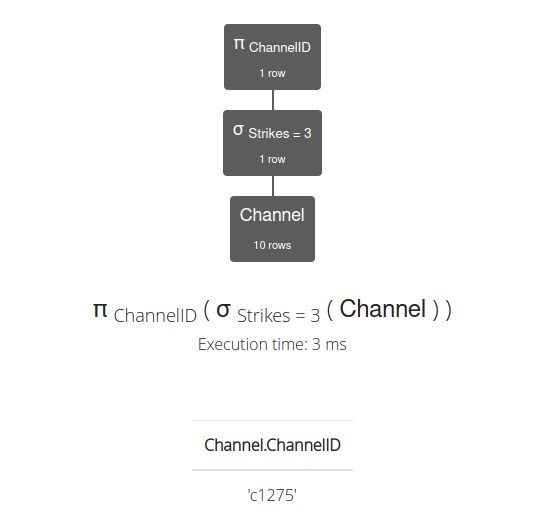 π ChannelID
1 row
σ Strikes = 3
1 row
Channel
10 rows
π ChannelID ( σ Strikes = 3 ( Channel ) )
Execution time: 3 ms
Channel.ChannelID
'c1275'